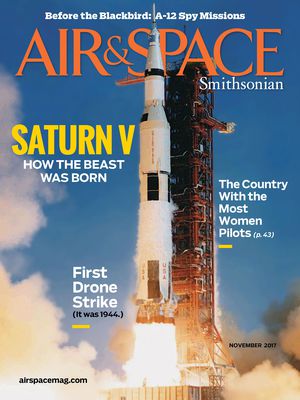 Before the Blackbird: A-12 Spy Missions
AIR&SPACE
Smithsonian
SATURN V
HOW THE BEAST
WAS BORN
The Country
With the
Most
Women
Pilots (p. 43)
First
Drone
Strike
(It was 1944.)
USA
NOVEMBER 2017
airspacemag.com